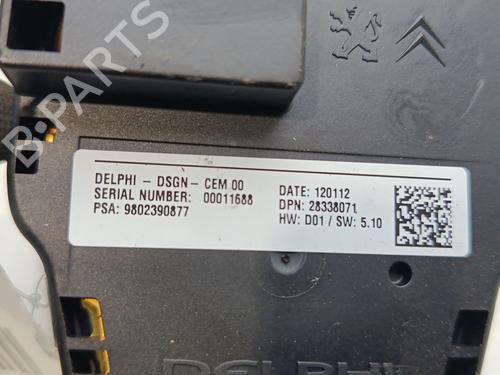 B-PARTS
DELPHI - DSGN - CEM 00
SERIAL NUMBER: 00011688
PSA: 9802390877
DATE: 120112
DPN: 28338071
HW: D01 / SW: 5.10
DELPHI